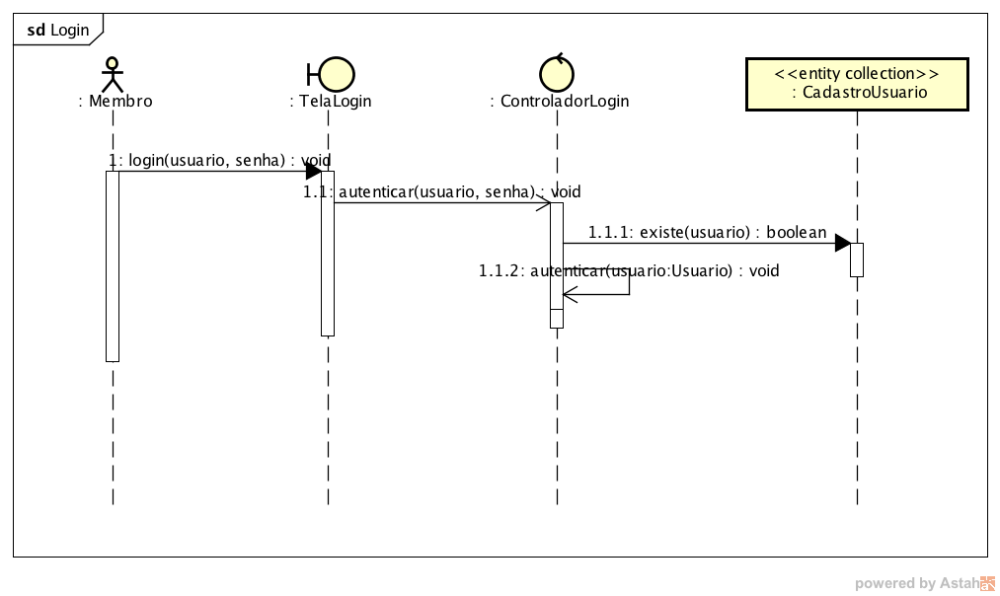 sd Login
: Membro
: TelaLogin
: ControladorLogin
<<entity collection>>
: CadastroUsuario
1: login(usuario, senha) : void
1.1: autenticar(usuario, senha) : void
1.1.1: existe(usuario) : boolean
1.1.2: autenticar(usuario:Usuario) : void
powered by Astah